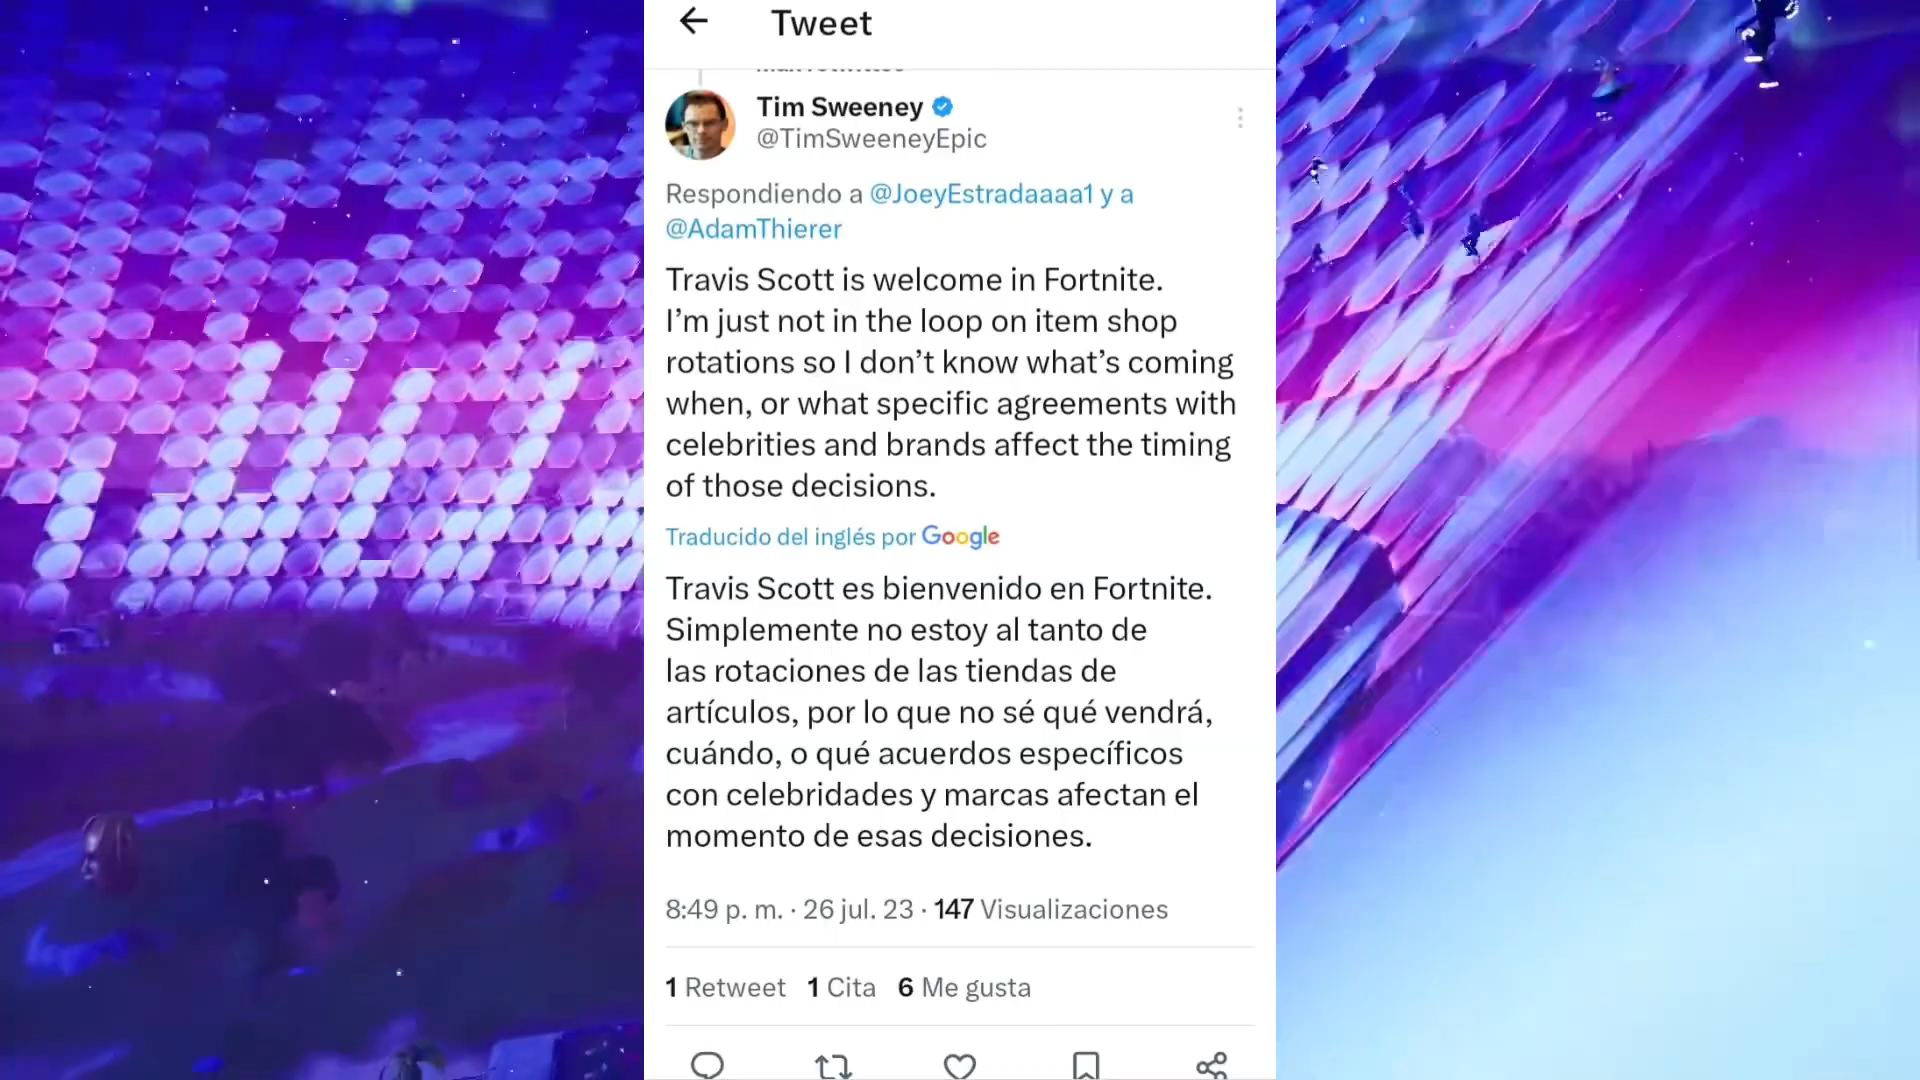 Tweet
Tim Sweeney
@TimSweeneyEpic
Respondiendo a @JoeyEstradaaaa1 y a
@AdamThierer
Travis Scott is welcome in Fortnite.
I’m just not in the loop on item shop
rotations so I don’t know what’s coming
when, or what specific agreements with
celebrities and brands affect the timing
of those decisions.
Traducido del inglés por Google
Travis Scott es bienvenido en Fortnite.
Simplemente no estoy al tanto de
las rotaciones de las tiendas de
artículos, por lo que no sé qué vendrá,
cuándo, o qué acuerdos específicos
con celebridades y marcas afectan el
momento de esas decisiones.
8:49 p. m. · 26 jul. 23 · 147 Visualizaciones
1 Retweet 1 Cita 6 Me gusta